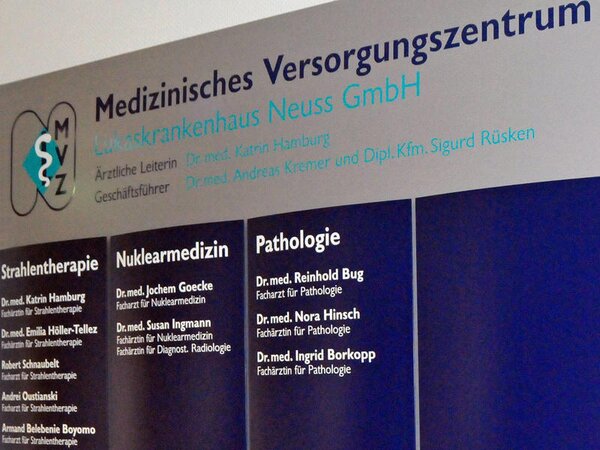 Medizinisches Versorgungszentrum
Lukaskrankenhaus Neuss GmbH
MVZ
Ärztliche Leiterin Dr. med. Katrin Hamburg
Geschäftsführer Dr. med. Andreas Kremer und Dipl. Kfm. Sigurd Rüsken
Strahlentherapie
Dr. med. Katrin Hamburg
Fachärztin für Strahlentherapie
Dr. med. Emilia Höller-Tellez
Fachärztin für Strahlentherapie
Robert Schnaubelt
Facharzt für Strahlentherapie
Andrei Oustianski
Facharzt für Strahlentherapie
Armand Belebenie Boyomo
Facharzt für Strahlentherapie
Nuklearmedizin
Dr. med. Jochem Goecke
Facharzt für Nuklearmedizin
Dr. med. Susan Ingmann
Fachärztin für Nuklearmedizin
Fachärztin für Diagnost. Radiologie
Pathologie
Dr. med. Reinhold Bug
Facharzt für Pathologie
Dr. med. Nora Hinsch
Fachärztin für Pathologie
Dr. med. Ingrid Borkopp
Fachärztin für Pathologie